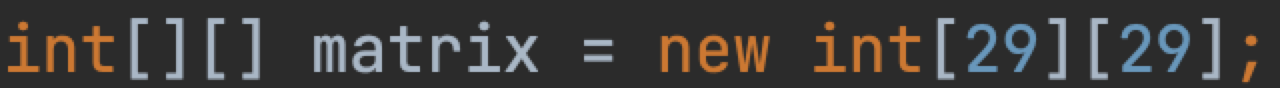 int[][] matrix = new int[29][29];